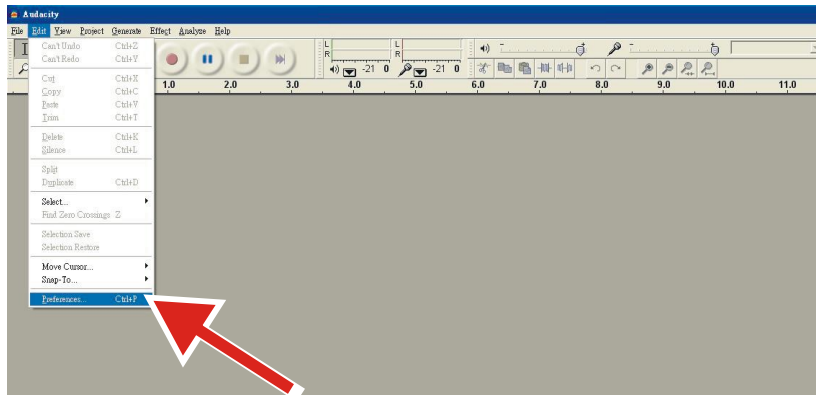 Audacity
File Edit View Project Generate Effect Analyze Help
Can't Undo Ctrl+Z
Can't Redo Ctrl+Y
Cut Ctrl+X
Copy Ctrl+C
Paste Ctrl+V
Trim Ctrl+T
Delete Ctrl+K
Silence Ctrl+L
Split
Duplicate Ctrl+D
Select...
Find Zero Crossings Z
Selection Save
Selection Restore
Move Cursor...
Snap-To...
Preferences... Ctrl+P
L
R
L
R
-21 0
-21 0
1.0 2.0 3.0 4.0 5.0 6.0 7.0 8.0 9.0 10.0 11.0